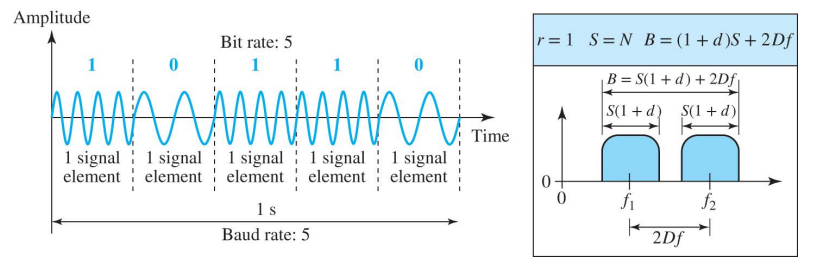 Amplitude
Bit rate: 5
1 0 1 1 0
Time
1 signal 1 signal 1 signal 1 signal 1 signal
element element element element element
1 s
Baud rate: 5
r = 1 S = N B = (1 + d)S + 2Df
B = S(1 + d) + 2Df
S(1 + d) S(1 + d)
0
0 f₁ f₂
2Df